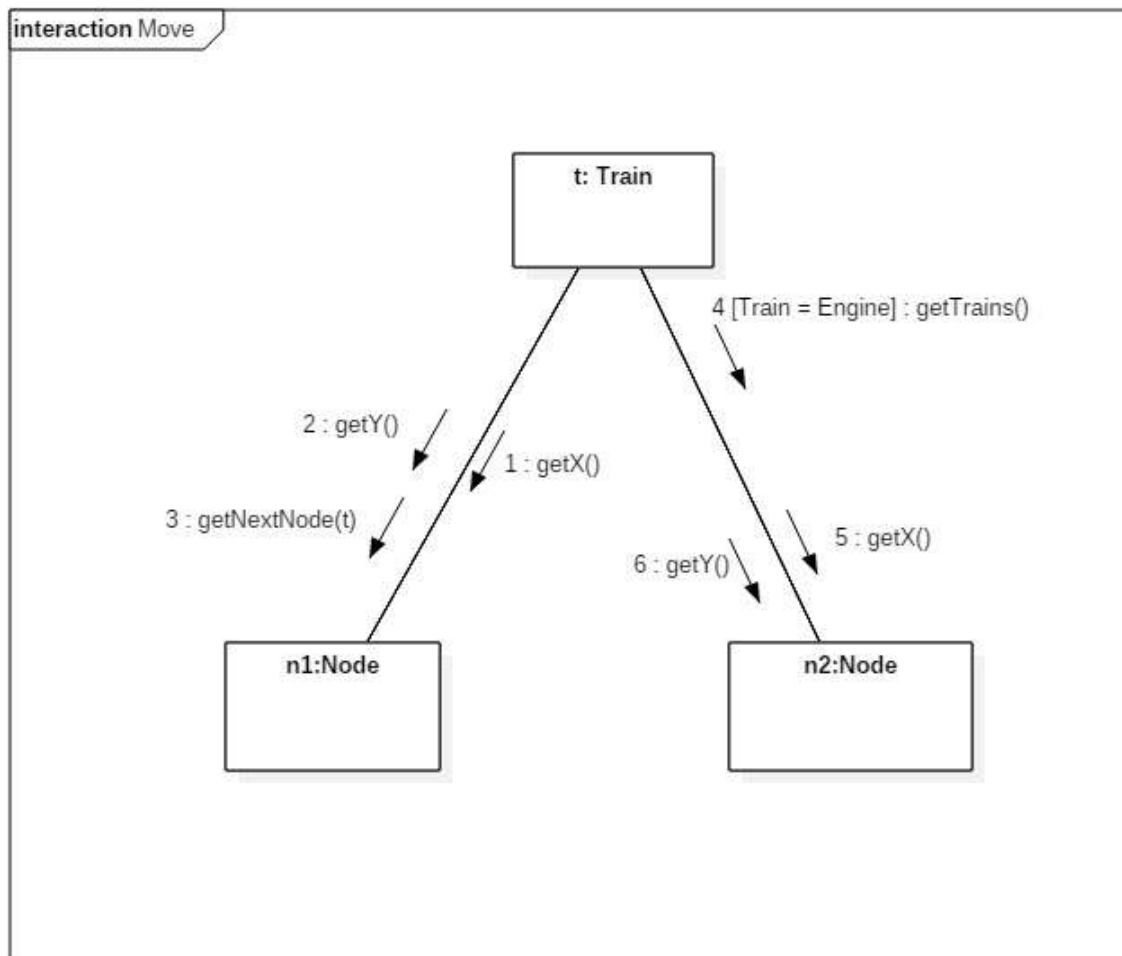 interaction Move
t: Train
4 [Train = Engine] : getTrains()
2 : getY()
1 : getX()
3 : getNextNode(t)
5 : getX()
6 : getY()
n1:Node
n2:Node